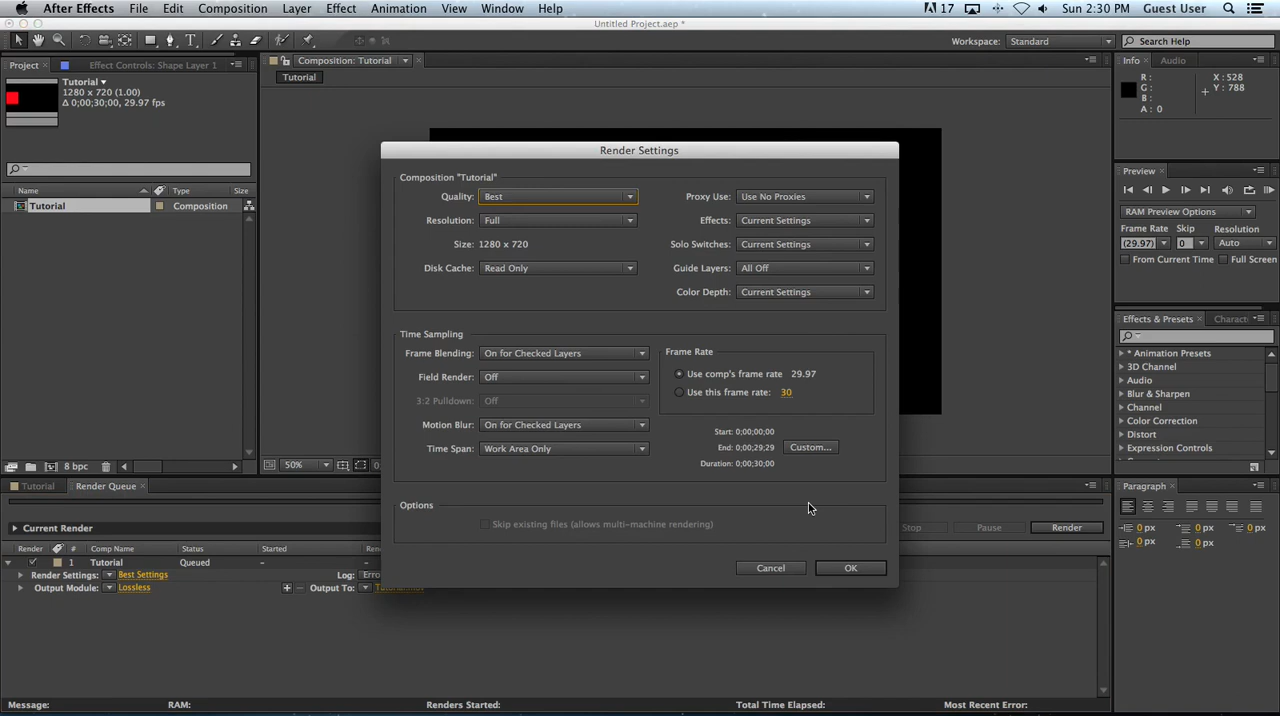 After Effects File Edit Composition Layer Effect Animation View Window Help 17 Sun 2:30 PM Guest User
Untitled Project.aep *
Workspace: Standard Search Help
Project Effect Controls: Shape Layer 1
Composition: Tutorial
Info Audio
Tutorial
1280 x 720 (1.00)
Δ 0;00;30;00, 29.97 fps
Tutorial
R : X : 528
G : Y : 788
B :
A : 0
Render Settings
Composition "Tutorial"
Quality: Best Proxy Use: Use No Proxies
Resolution: Full Effects: Current Settings
Size: 1280 x 720 Solo Switches: Current Settings
Disk Cache: Read Only Guide Layers: All Off
Color Depth: Current Settings
Time Sampling
Frame Blending: On for Checked Layers
Field Render: Off
3:2 Pulldown: Off
Motion Blur: On for Checked Layers
Time Span: Work Area Only
Frame Rate
Use comp's frame rate 29.97
Use this frame rate: 30
Start: 0;00;00;00
End: 0;00;29;29 Custom...
Duration: 0;00;30;00
Options
Skip existing files (allows multi-machine rendering)
Cancel OK
Name Type Size
Tutorial Composition
8 bpc
50%
Preview
RAM Preview Options
Frame Rate Skip Resolution
(29.97) 0 Auto
From Current Time Full Screen
Effects & Presets Charact
* Animation Presets
3D Channel
Audio
Blur & Sharpen
Channel
Color Correction
Distort
Expression Controls
Tutorial Render Queue
Current Render Stop Pause Render
Render # Comp Name Status Started Ren
1 Tutorial Queued - -
Render Settings: Best Settings Log: Erro
Output Module: Lossless Output To: Tutorial.mov
Paragraph
0 px 0 px 0 px
0 px 0 px
Message: RAM: Renders Started: Total Time Elapsed: Most Recent Error: